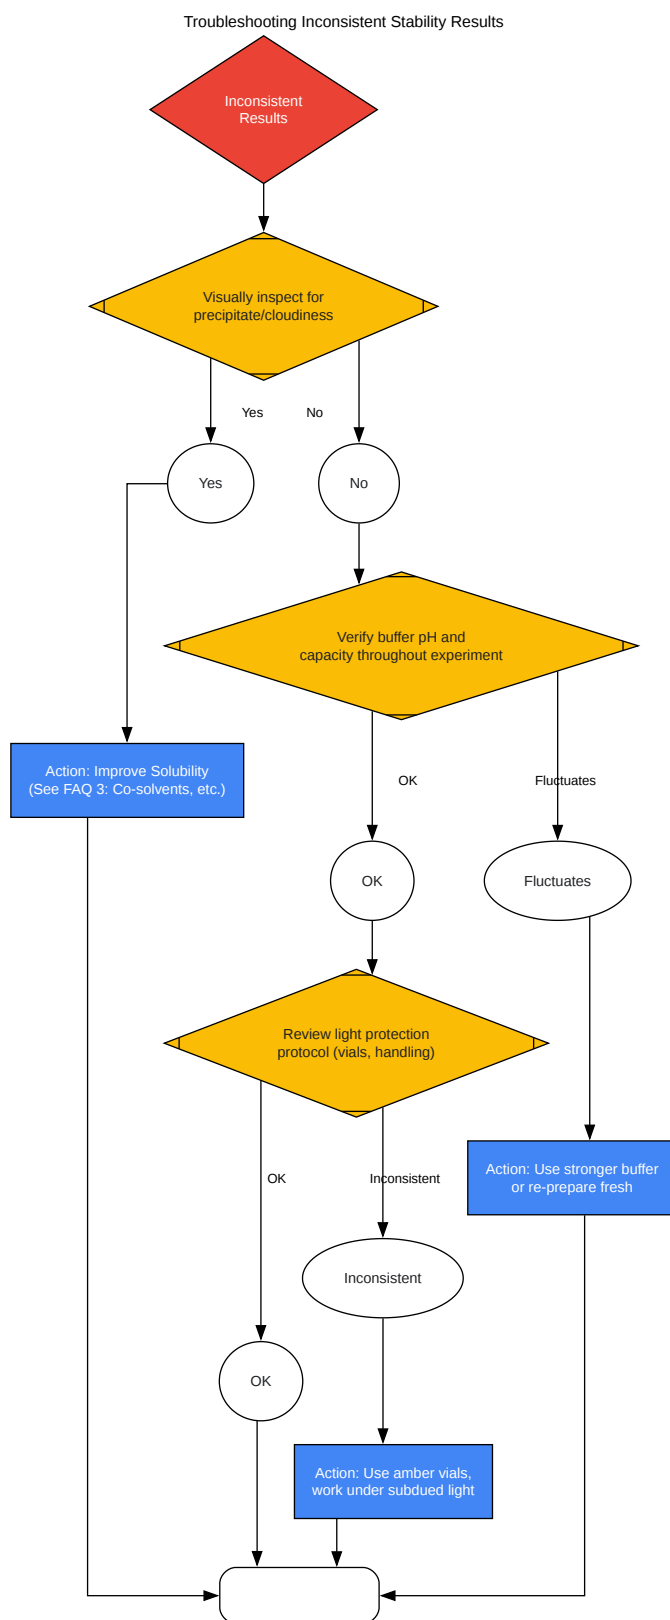 Troubleshooting Inconsistent Stability Results
Inconsistent
Results
Visually inspect for
precipitate/cloudiness
Yes
No
Yes
No
Verify buffer pH and
capacity throughout experiment
Action: Improve Solubility
(See FAQ 3: Co-solvents, etc.)
OK
Fluctuates
OK
Fluctuates
Review light protection
protocol (vials, handling)
OK
Inconsistent
Action: Use stronger buffer
or re-prepare fresh
Inconsistent
OK
Action: Use amber vials,
work under subdued light